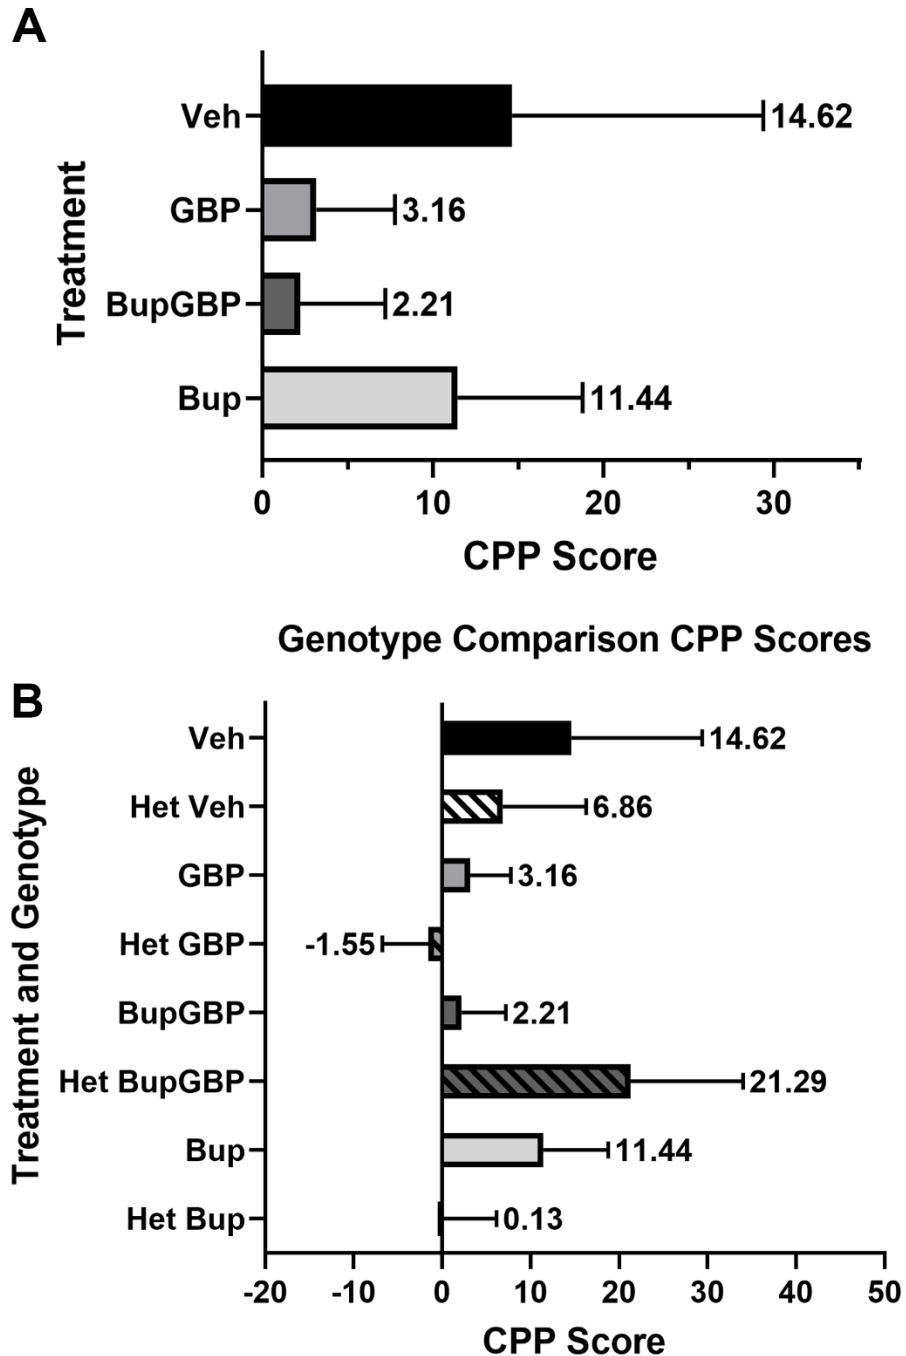 A
Treatment
Veh 14.62
GBP 3.16
BupGBP 2.21
Bup 11.44
0 10 20 30
CPP Score
Genotype Comparison CPP Scores
B
Treatment and Genotype
Veh 14.62
Het Veh 6.86
GBP 3.16
Het GBP -1.55
BupGBP 2.21
Het BupGBP 21.29
Bup 11.44
Het Bup 0.13
-20 -10 0 10 20 30 40 50
CPP Score